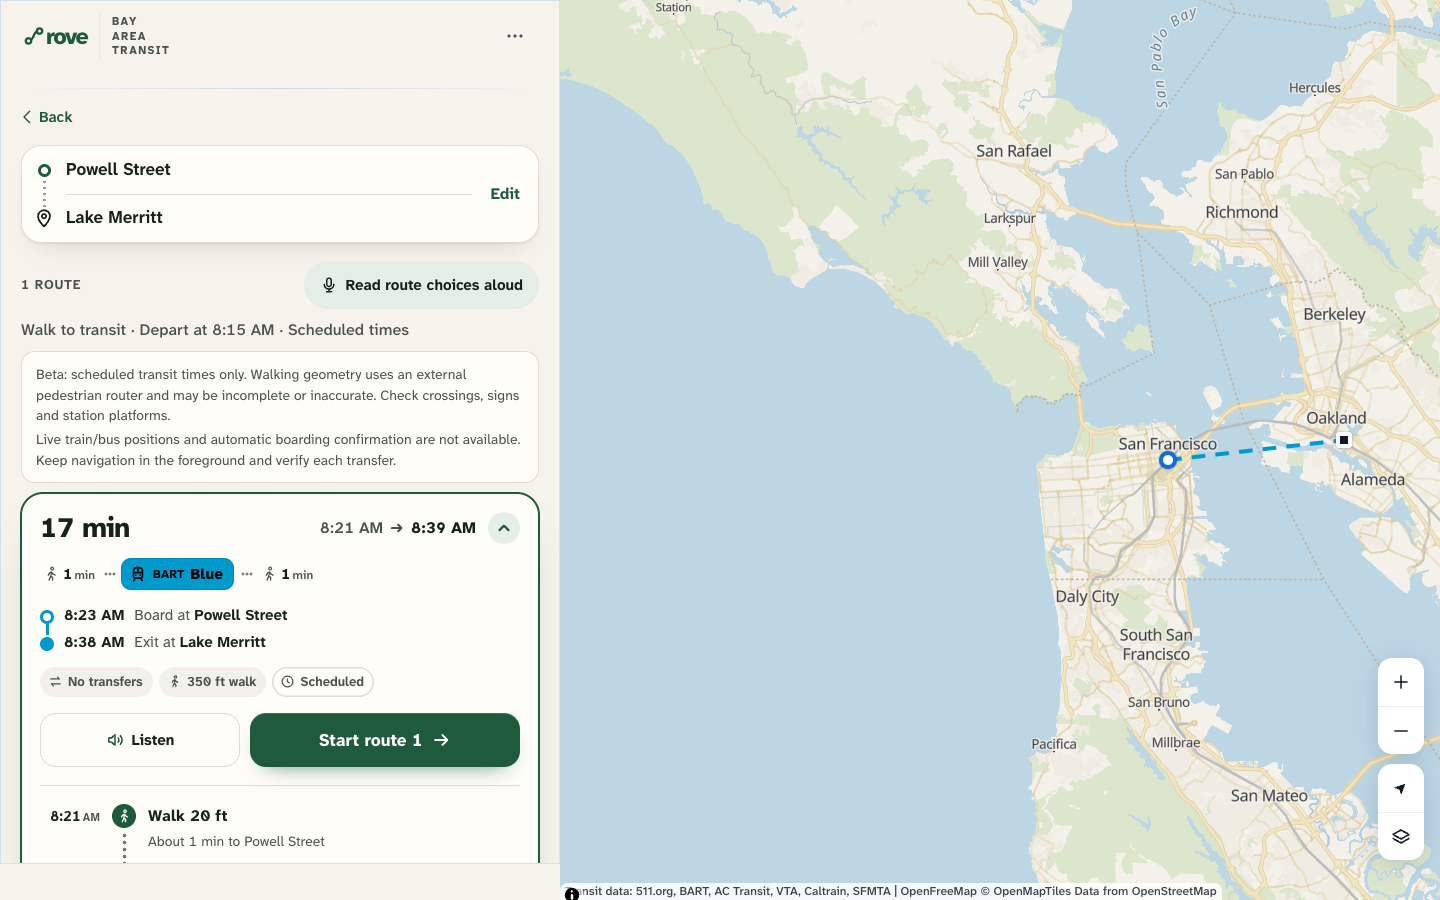 rove
BAY
AREA
TRANSIT
Back
Powell Street
Edit
Lake Merritt
1 ROUTE
Read route choices aloud
Walk to transit · Depart at 8:15 AM · Scheduled times
Beta: scheduled transit times only. Walking geometry uses an external
pedestrian router and may be incomplete or inaccurate. Check crossings, signs
and station platforms.
Live train/bus positions and automatic boarding confirmation are not available.
Keep navigation in the foreground and verify each transfer.
17 min
8:21 AM → 8:39 AM
1 min ··· BART Blue ··· 1 min
8:23 AM Board at Powell Street
8:38 AM Exit at Lake Merritt
No transfers
350 ft walk
Scheduled
Listen
Start route 1 →
8:21 AM
Walk 20 ft
About 1 min to Powell Street
Station
San Pablo Bay
Hercules
San Rafael
San Pablo
Richmond
Larkspur
Mill Valley
Berkeley
Oakland
San Francisco
Alameda
Daly City
South San
Francisco
San Bruno
Pacifica
Millbrae
San Mateo
nsit data: 511.org, BART, AC Transit, VTA, Caltrain, SFMTA | OpenFreeMap © OpenMapTiles Data from OpenStreetMap